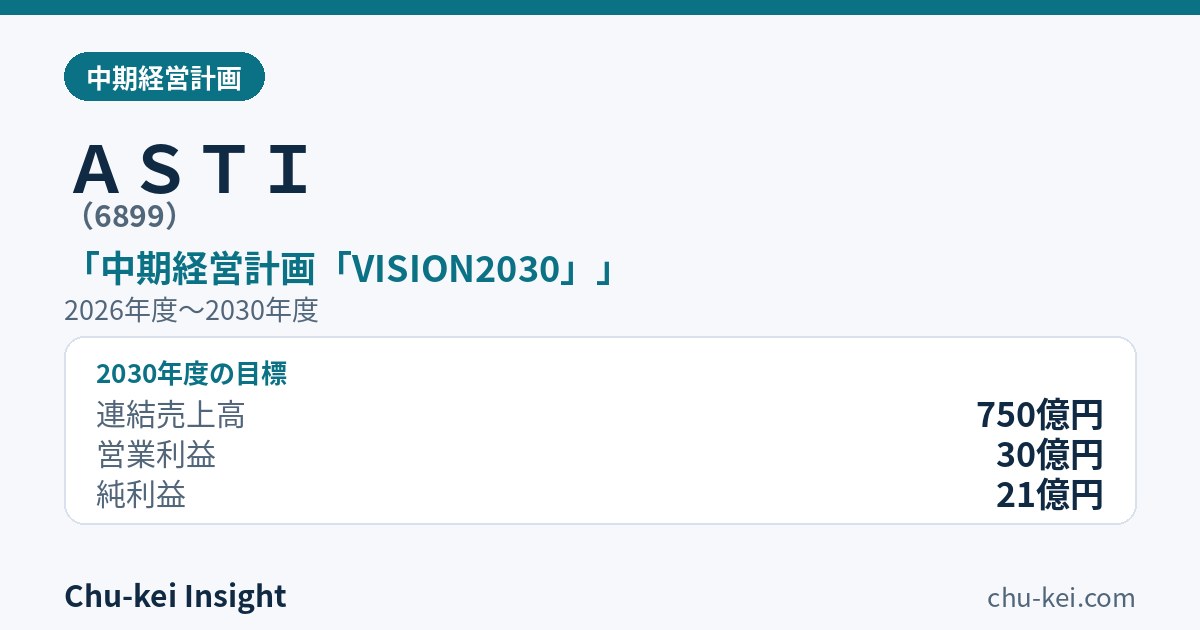 中期経営計画
ＡＳＴＩ
（6899）
「中期経営計画「VISION2030」」
2026年度～2030年度
2030年度の目標
連結売上高 750億円
営業利益 30億円
純利益 21億円
Chu-kei Insight
chu-kei.com